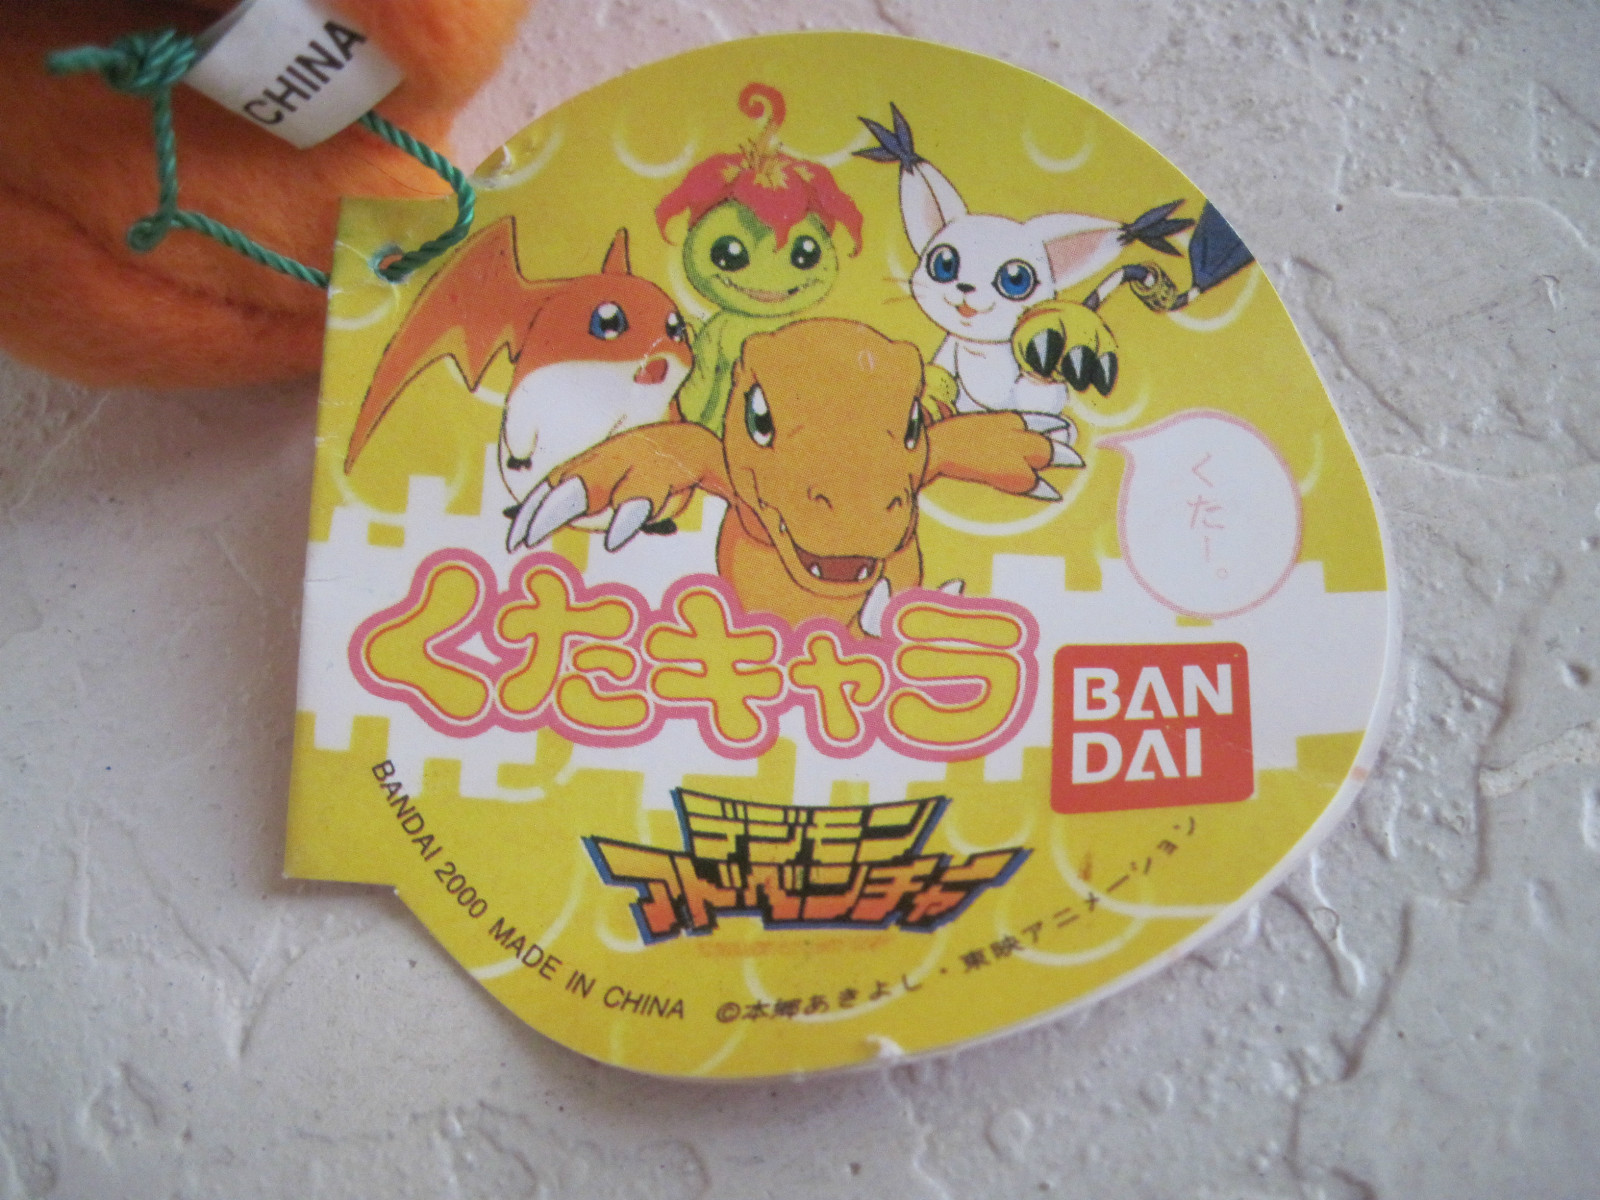 CHINA
くたー。
くたキャラ
BAN
DAI
デジモン
アドベンチャー
BANDAI 2000 MADE IN CHINA
©本郷あきよし・東映アニメーション